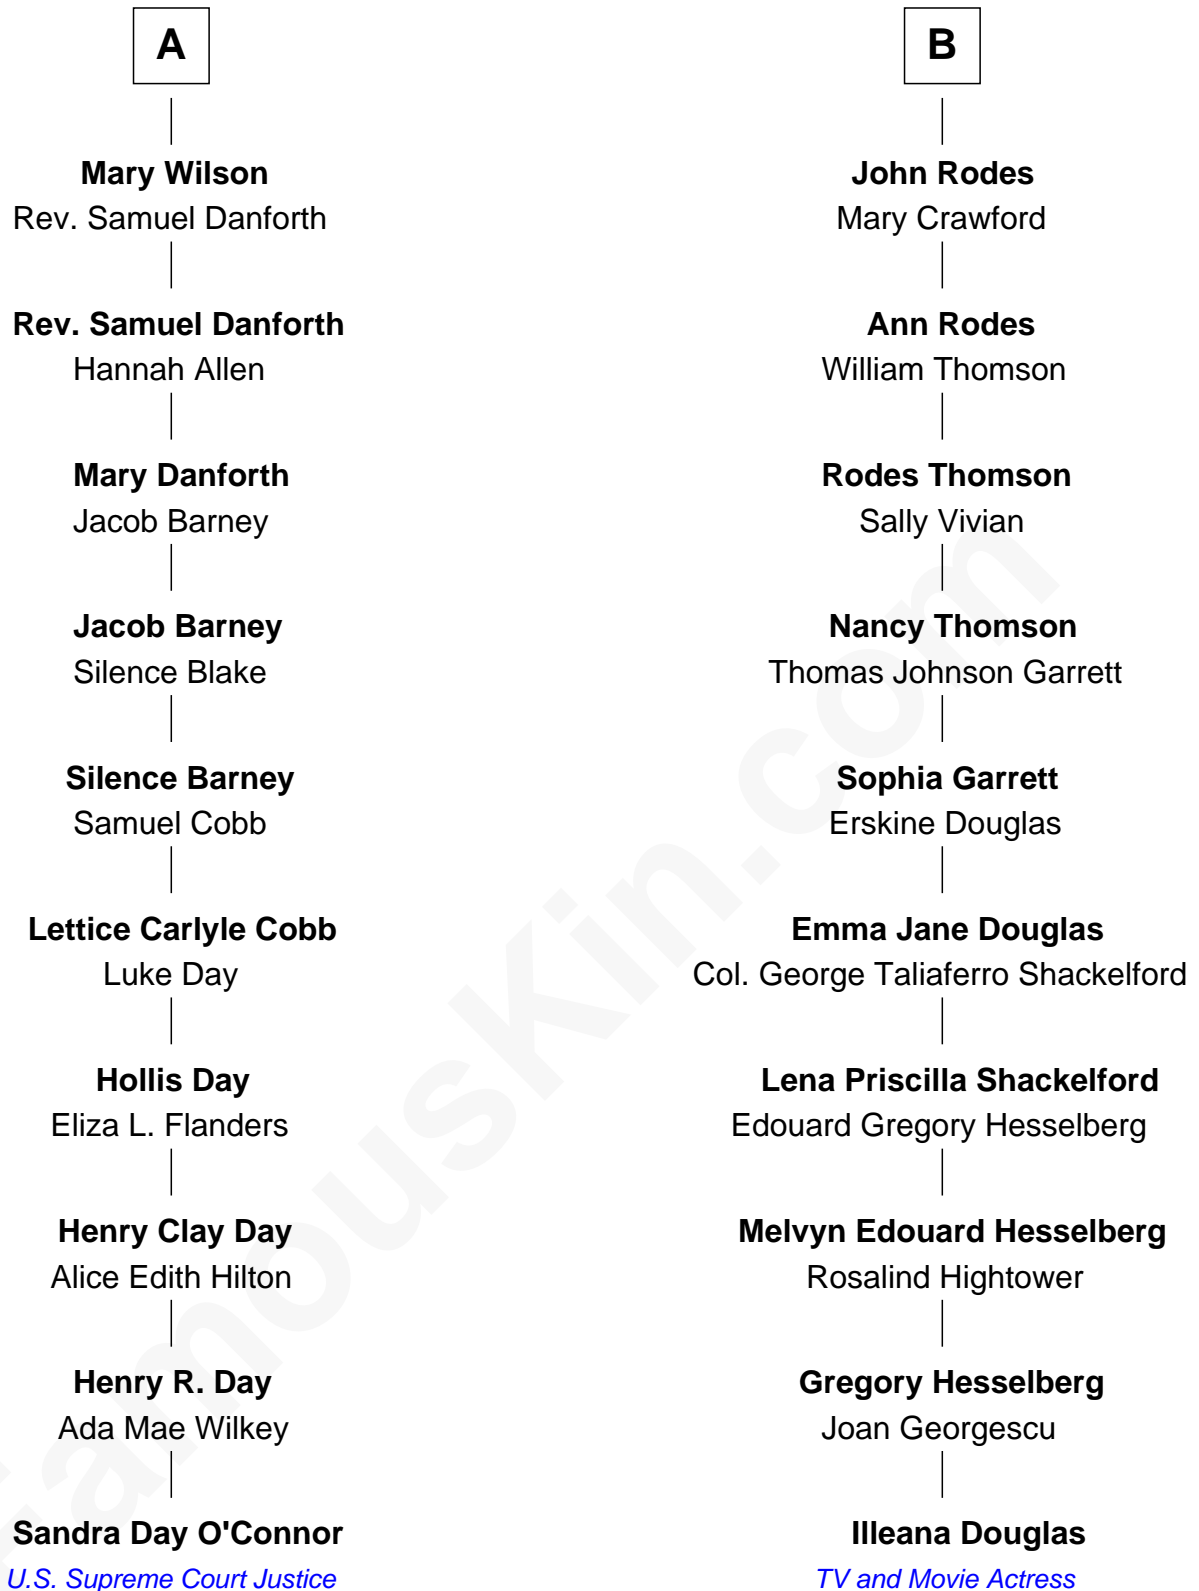 A
Mary Wilson
Rev. Samuel Danforth
Rev. Samuel Danforth
Hannah Allen
Mary Danforth
Jacob Barney
Jacob Barney
Silence Blake
Silence Barney
Samuel Cobb
Lettice Carlyle Cobb
Luke Day
Hollis Day
Eliza L. Flanders
Henry Clay Day
Alice Edith Hilton
Henry R. Day
Ada Mae Wilkey
Sandra Day O'Connor
U.S. Supreme Court Justice
B
John Rodes
Mary Crawford
Ann Rodes
William Thomson
Rodes Thomson
Sally Vivian
Nancy Thomson
Thomas Johnson Garrett
Sophia Garrett
Erskine Douglas
Emma Jane Douglas
Col. George Taliaferro Shackelford
Lena Priscilla Shackelford
Edouard Gregory Hesselberg
Melvyn Edouard Hesselberg
Rosalind Hightower
Gregory Hesselberg
Joan Georgescu
Illeana Douglas
TV and Movie Actress
FamousKin.com